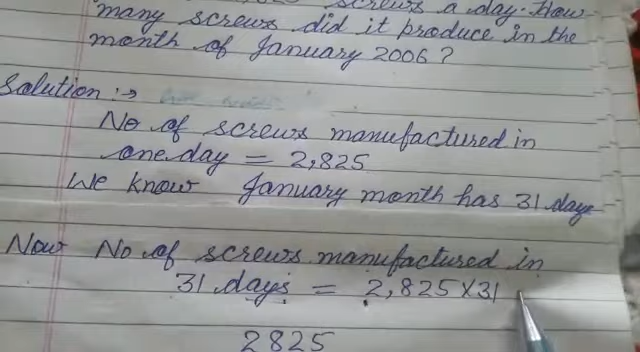 screws a day. How
many screws did it produce in the
month of January 2006?
Solution :→
No of screws manufactured in
one day = 2,825
We know January month has 31 days
Now No of screws manufactured in
31 days = 2,825×31
2825